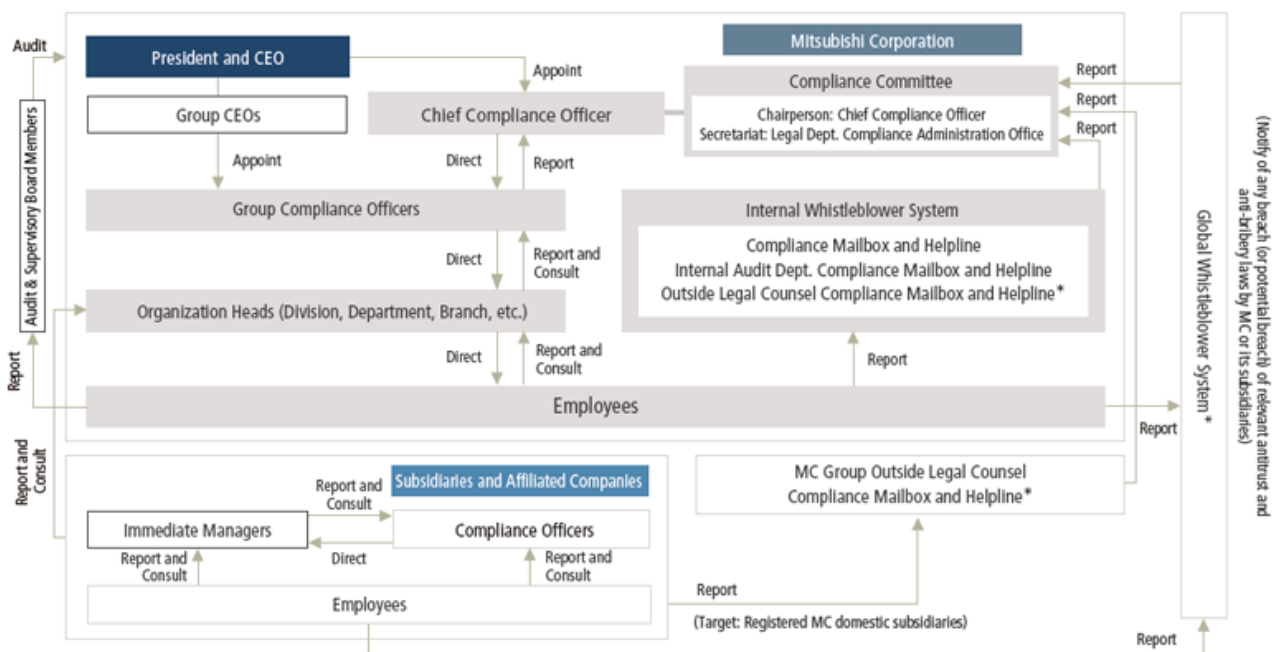 Audit
President and CEO
Mitsubishi Corporation
Appoint
Group CEOs
Chief Compliance Officer
Compliance Committee
Chairperson: Chief Compliance Officer
Secretariat: Legal Dept. Compliance Administration Office
Report
Report
Report
Appoint
Direct
Report
Group Compliance Officers
Internal Whistleblower System
Compliance Mailbox and Helpline
Internal Audit Dept. Compliance Mailbox and Helpline
Outside Legal Counsel Compliance Mailbox and Helpline*
Direct
Report and
Consult
Organization Heads (Division, Department, Branch, etc.)
Direct
Report and
Consult
Report
Employees
Audit & Supervisory Board Members
Report
Report and
Consult
Report
Global Whistleblower System*
(Notify of any breach (or potential breach) of relevant antitrust and
anti-bribery laws by MC or its subsidiaries)
Subsidiaries and Affiliated Companies
Report and
Consult
Immediate Managers
Compliance Officers
Direct
Report and
Consult
Report and
Consult
Employees
MC Group Outside Legal Counsel
Compliance Mailbox and Helpline*
Report
(Target: Registered MC domestic subsidiaries)
Report